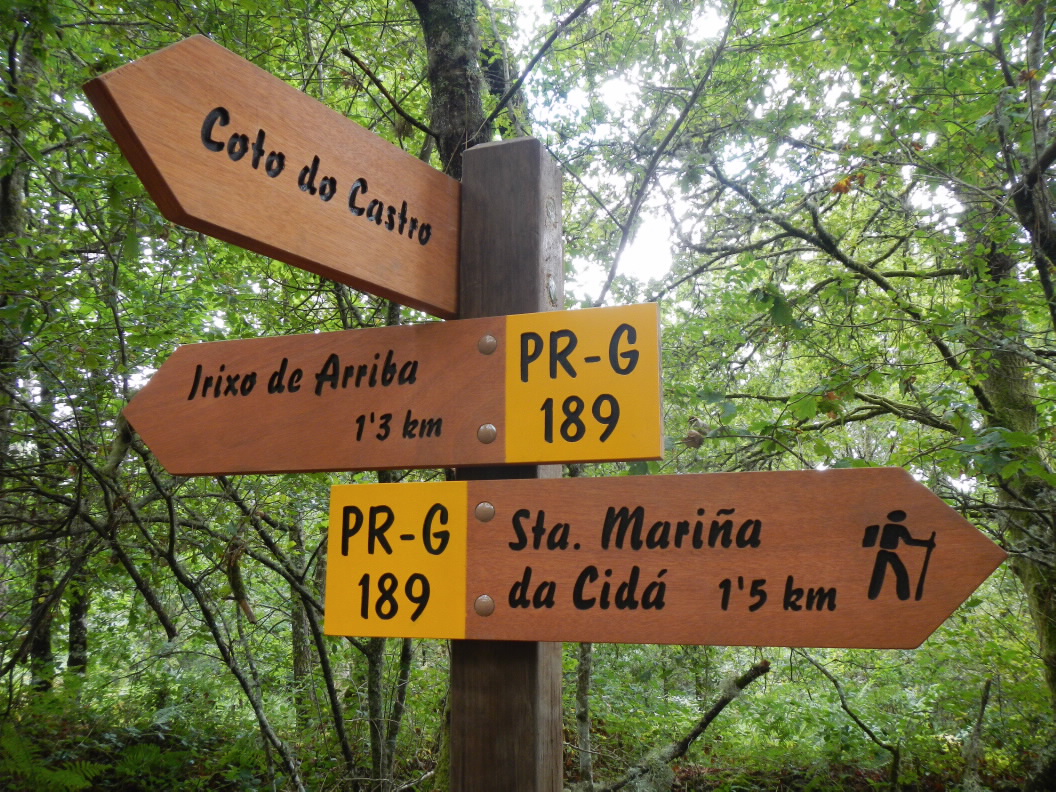 Coto do Castro
Irixo de Arriba
1'3 km
PR-G
189
PR-G
189
Sta. Mariña
da Cidá 1'5 km